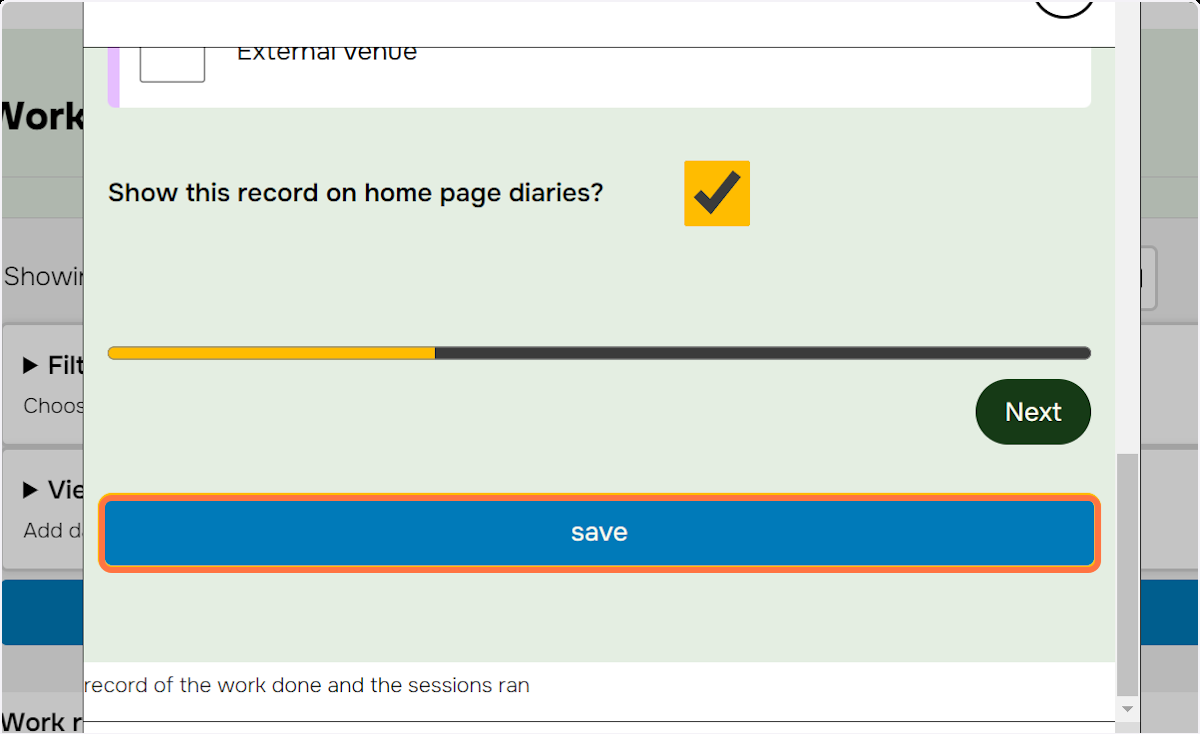 External venue
Work
Show this record on home page diaries?
Showin
Filt
Choos
Next
Vie
save
Add d
record of the work done and the sessions ran
Work r